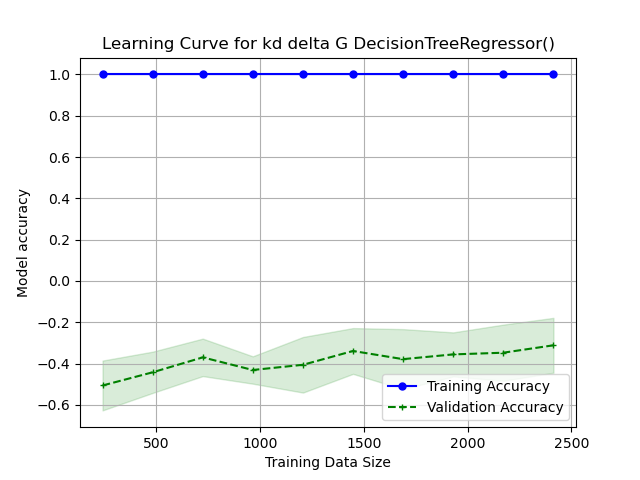 Learning Curve for kd delta G DecisionTreeRegressor()
1.0
0.8
0.6
0.4
0.2
0.0
−0.2
−0.4
−0.6
Model accuracy
Training Accuracy
Validation Accuracy
500
1000
1500
2000
2500
Training Data Size